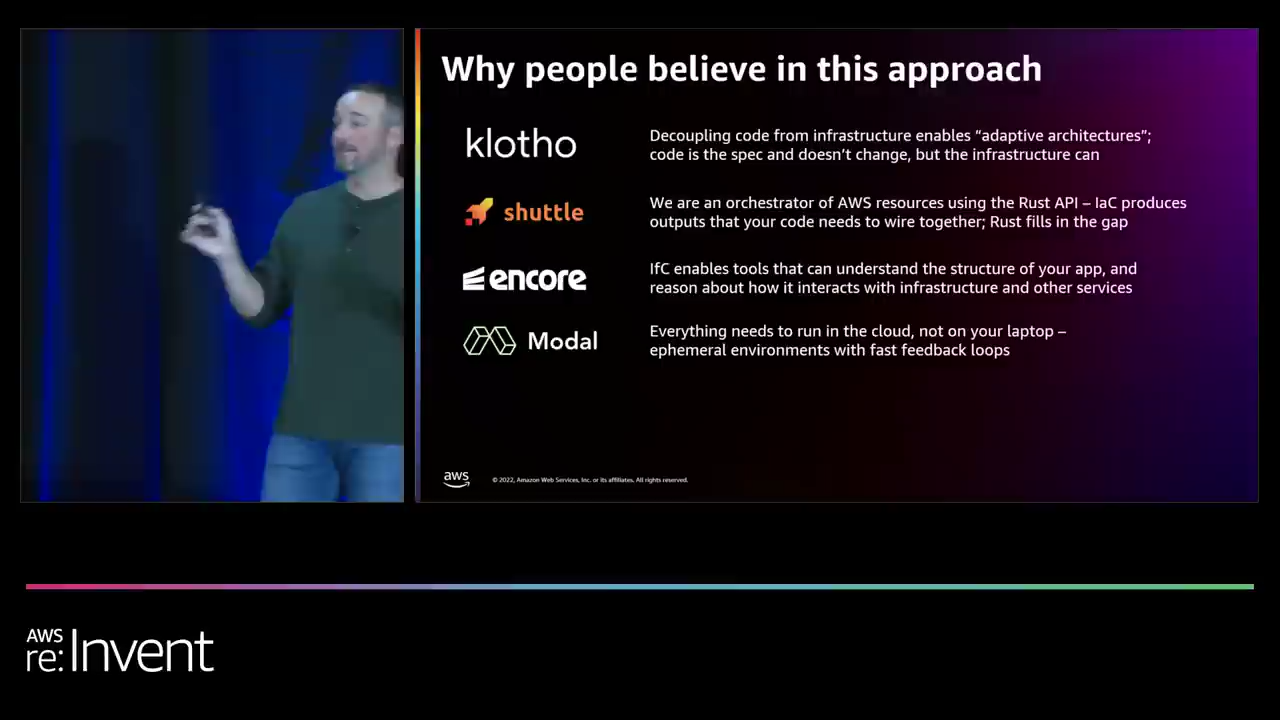 Why people believe in this approach
klotho
Decoupling code from infrastructure enables “adaptive architectures”;
code is the spec and doesn’t change, but the infrastructure can
shuttle
We are an orchestrator of AWS resources using the Rust API – IaC produces
outputs that your code needs to wire together; Rust fills in the gap
encore
IfC enables tools that can understand the structure of your app, and
reason about how it interacts with infrastructure and other services
Modal
Everything needs to run in the cloud, not on your laptop –
ephemeral environments with fast feedback loops
aws
© 2022, Amazon Web Services, Inc. or its affiliates. All rights reserved.
AWS
re:Invent